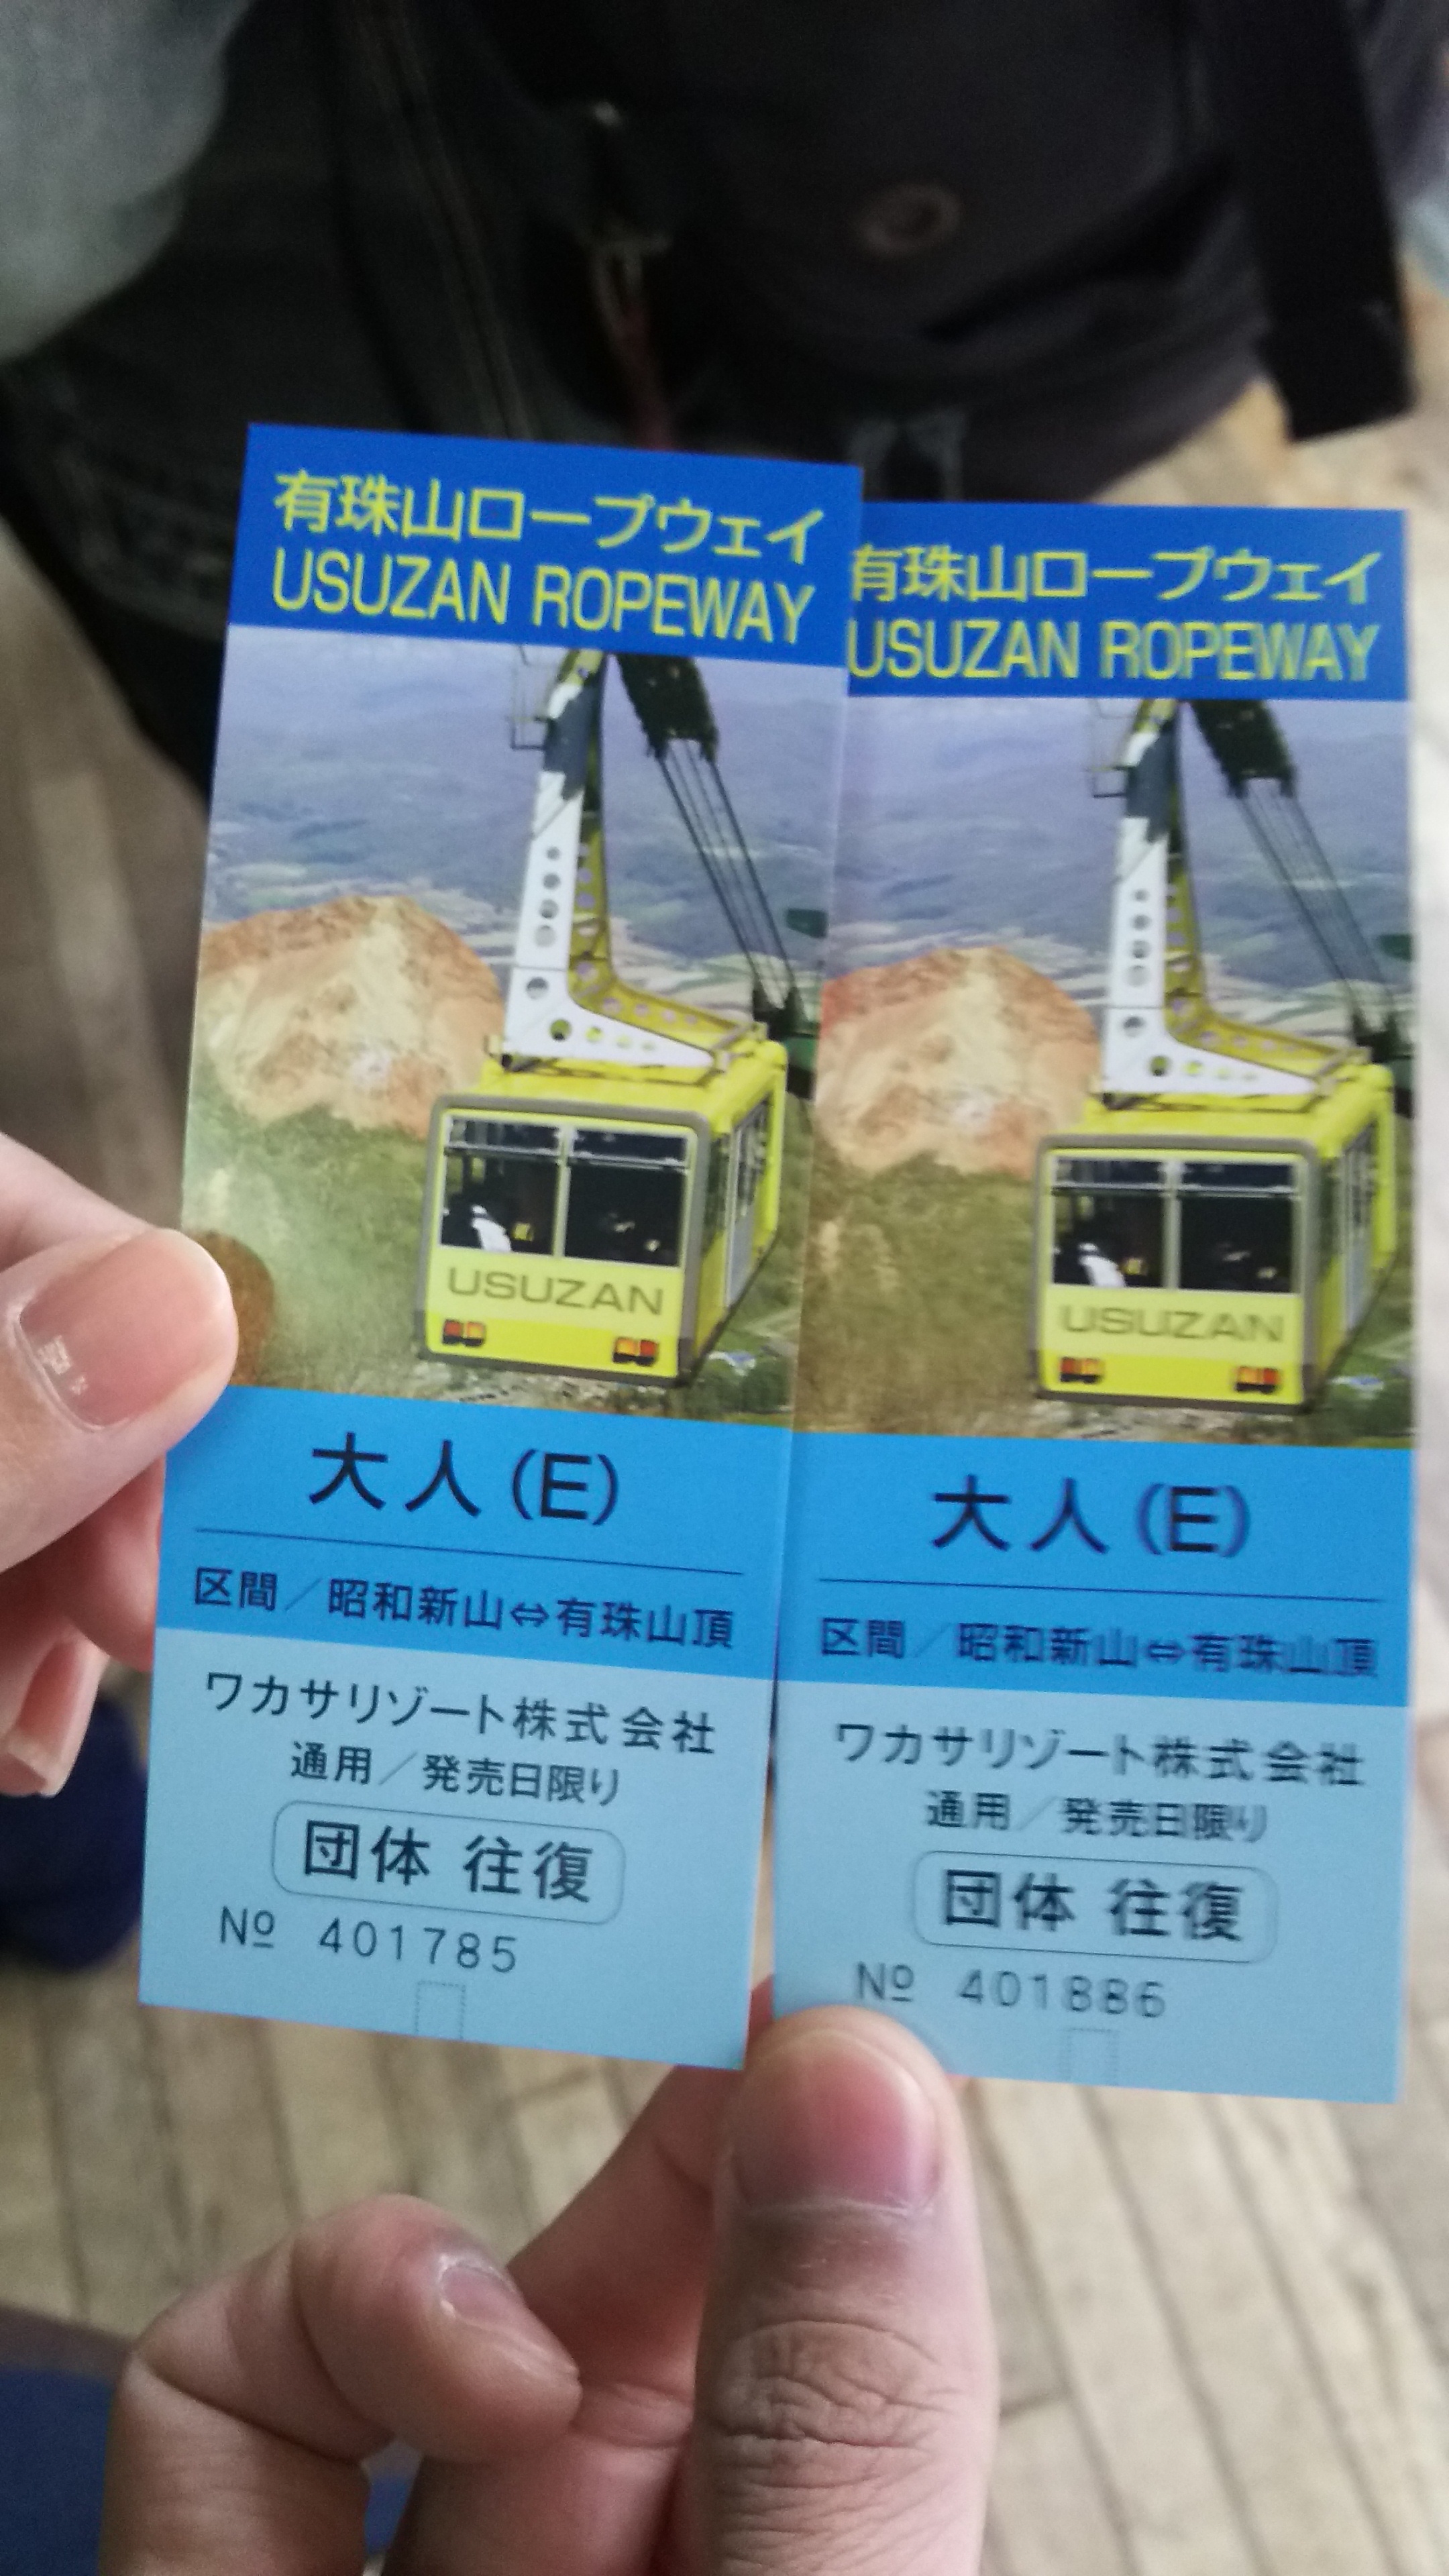 有珠山ロープウェイ
USUZAN ROPEWAY
USUZAN
大人(E)
区間／昭和新山⇔有珠山頂
ワカサリゾート株式会社
通用／発売日限り
団体 往復
№ 401785
有珠山ロープウェイ
USUZAN ROPEWAY
USUZAN
大人(E)
区間／昭和新山⇔有珠山頂
ワカサリゾート株式会社
通用／発売日限り
団体 往復
№ 401886